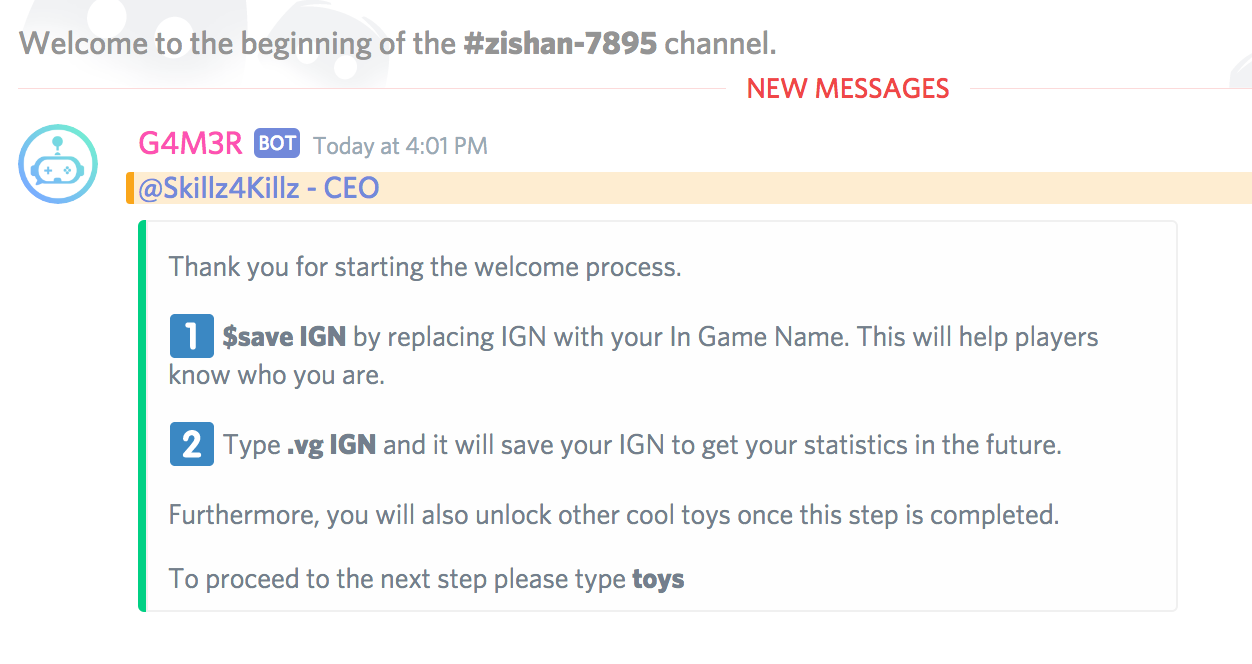 Welcome to the beginning of the #zishan-7895 channel.
NEW MESSAGES
G4M3R BOT Today at 4:01 PM
@Skillz4Killz - CEO
Thank you for starting the welcome process.
1 $save IGN by replacing IGN with your In Game Name. This will help players
know who you are.
2 Type .vg IGN and it will save your IGN to get your statistics in the future.
Furthermore, you will also unlock other cool toys once this step is completed.
To proceed to the next step please type toys